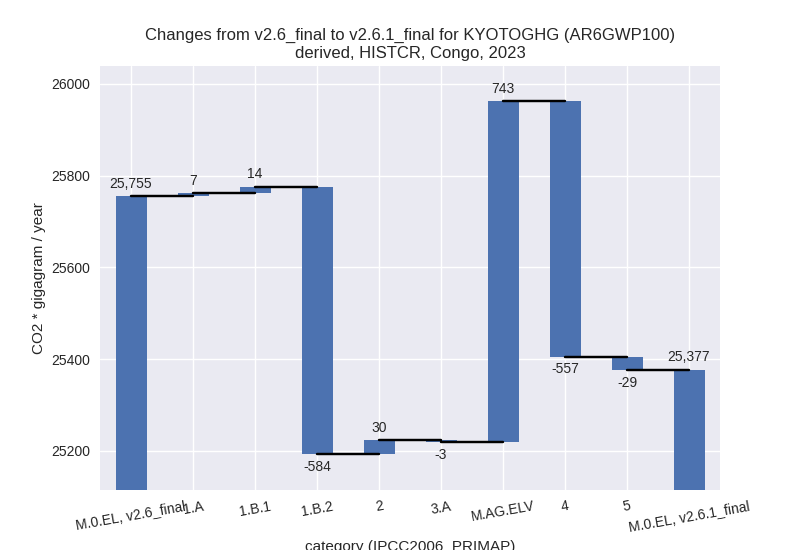 Changes from v2.6_final to v2.6.1_final for KYOTOGHG (AR6GWP100)
derived, HISTCR, Congo, 2023
CO2 * gigagram / year
26000
25800
25600
25400
25200
25,755
7
14
-584
30
-3
743
-557
-29
25,377
M.0.EL, v2.6_final
1.A
1.B.1
1.B.2
2
3.A
M.AG.ELV
4
5
M.0.EL, v2.6.1_final
category (IPCC2006_PRIMAP)